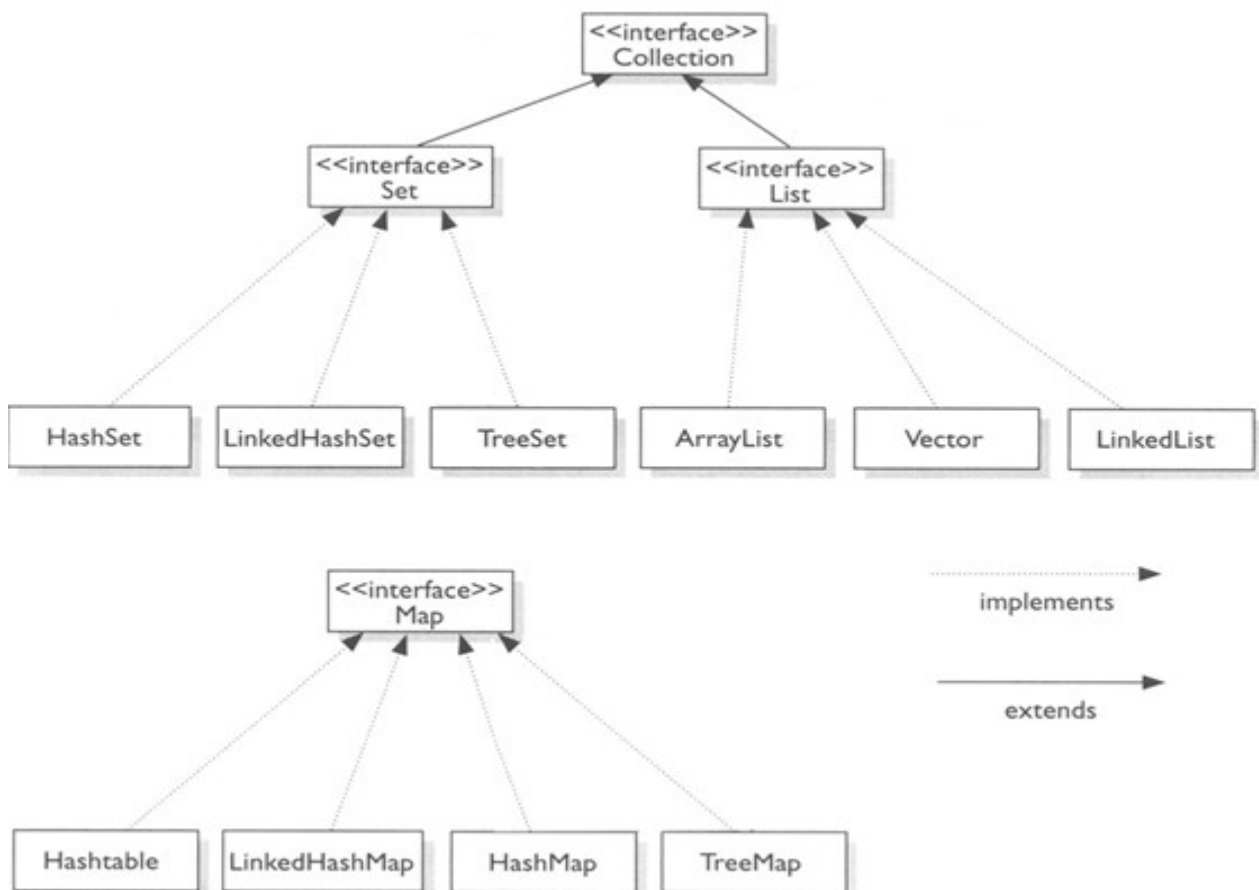 <<interface>>
Collection
<<interface>>
Set
<<interface>>
List
HashSet
LinkedHashSet
TreeSet
ArrayList
Vector
LinkedList
<<interface>>
Map
implements
extends
Hashtable
LinkedHashMap
HashMap
TreeMap